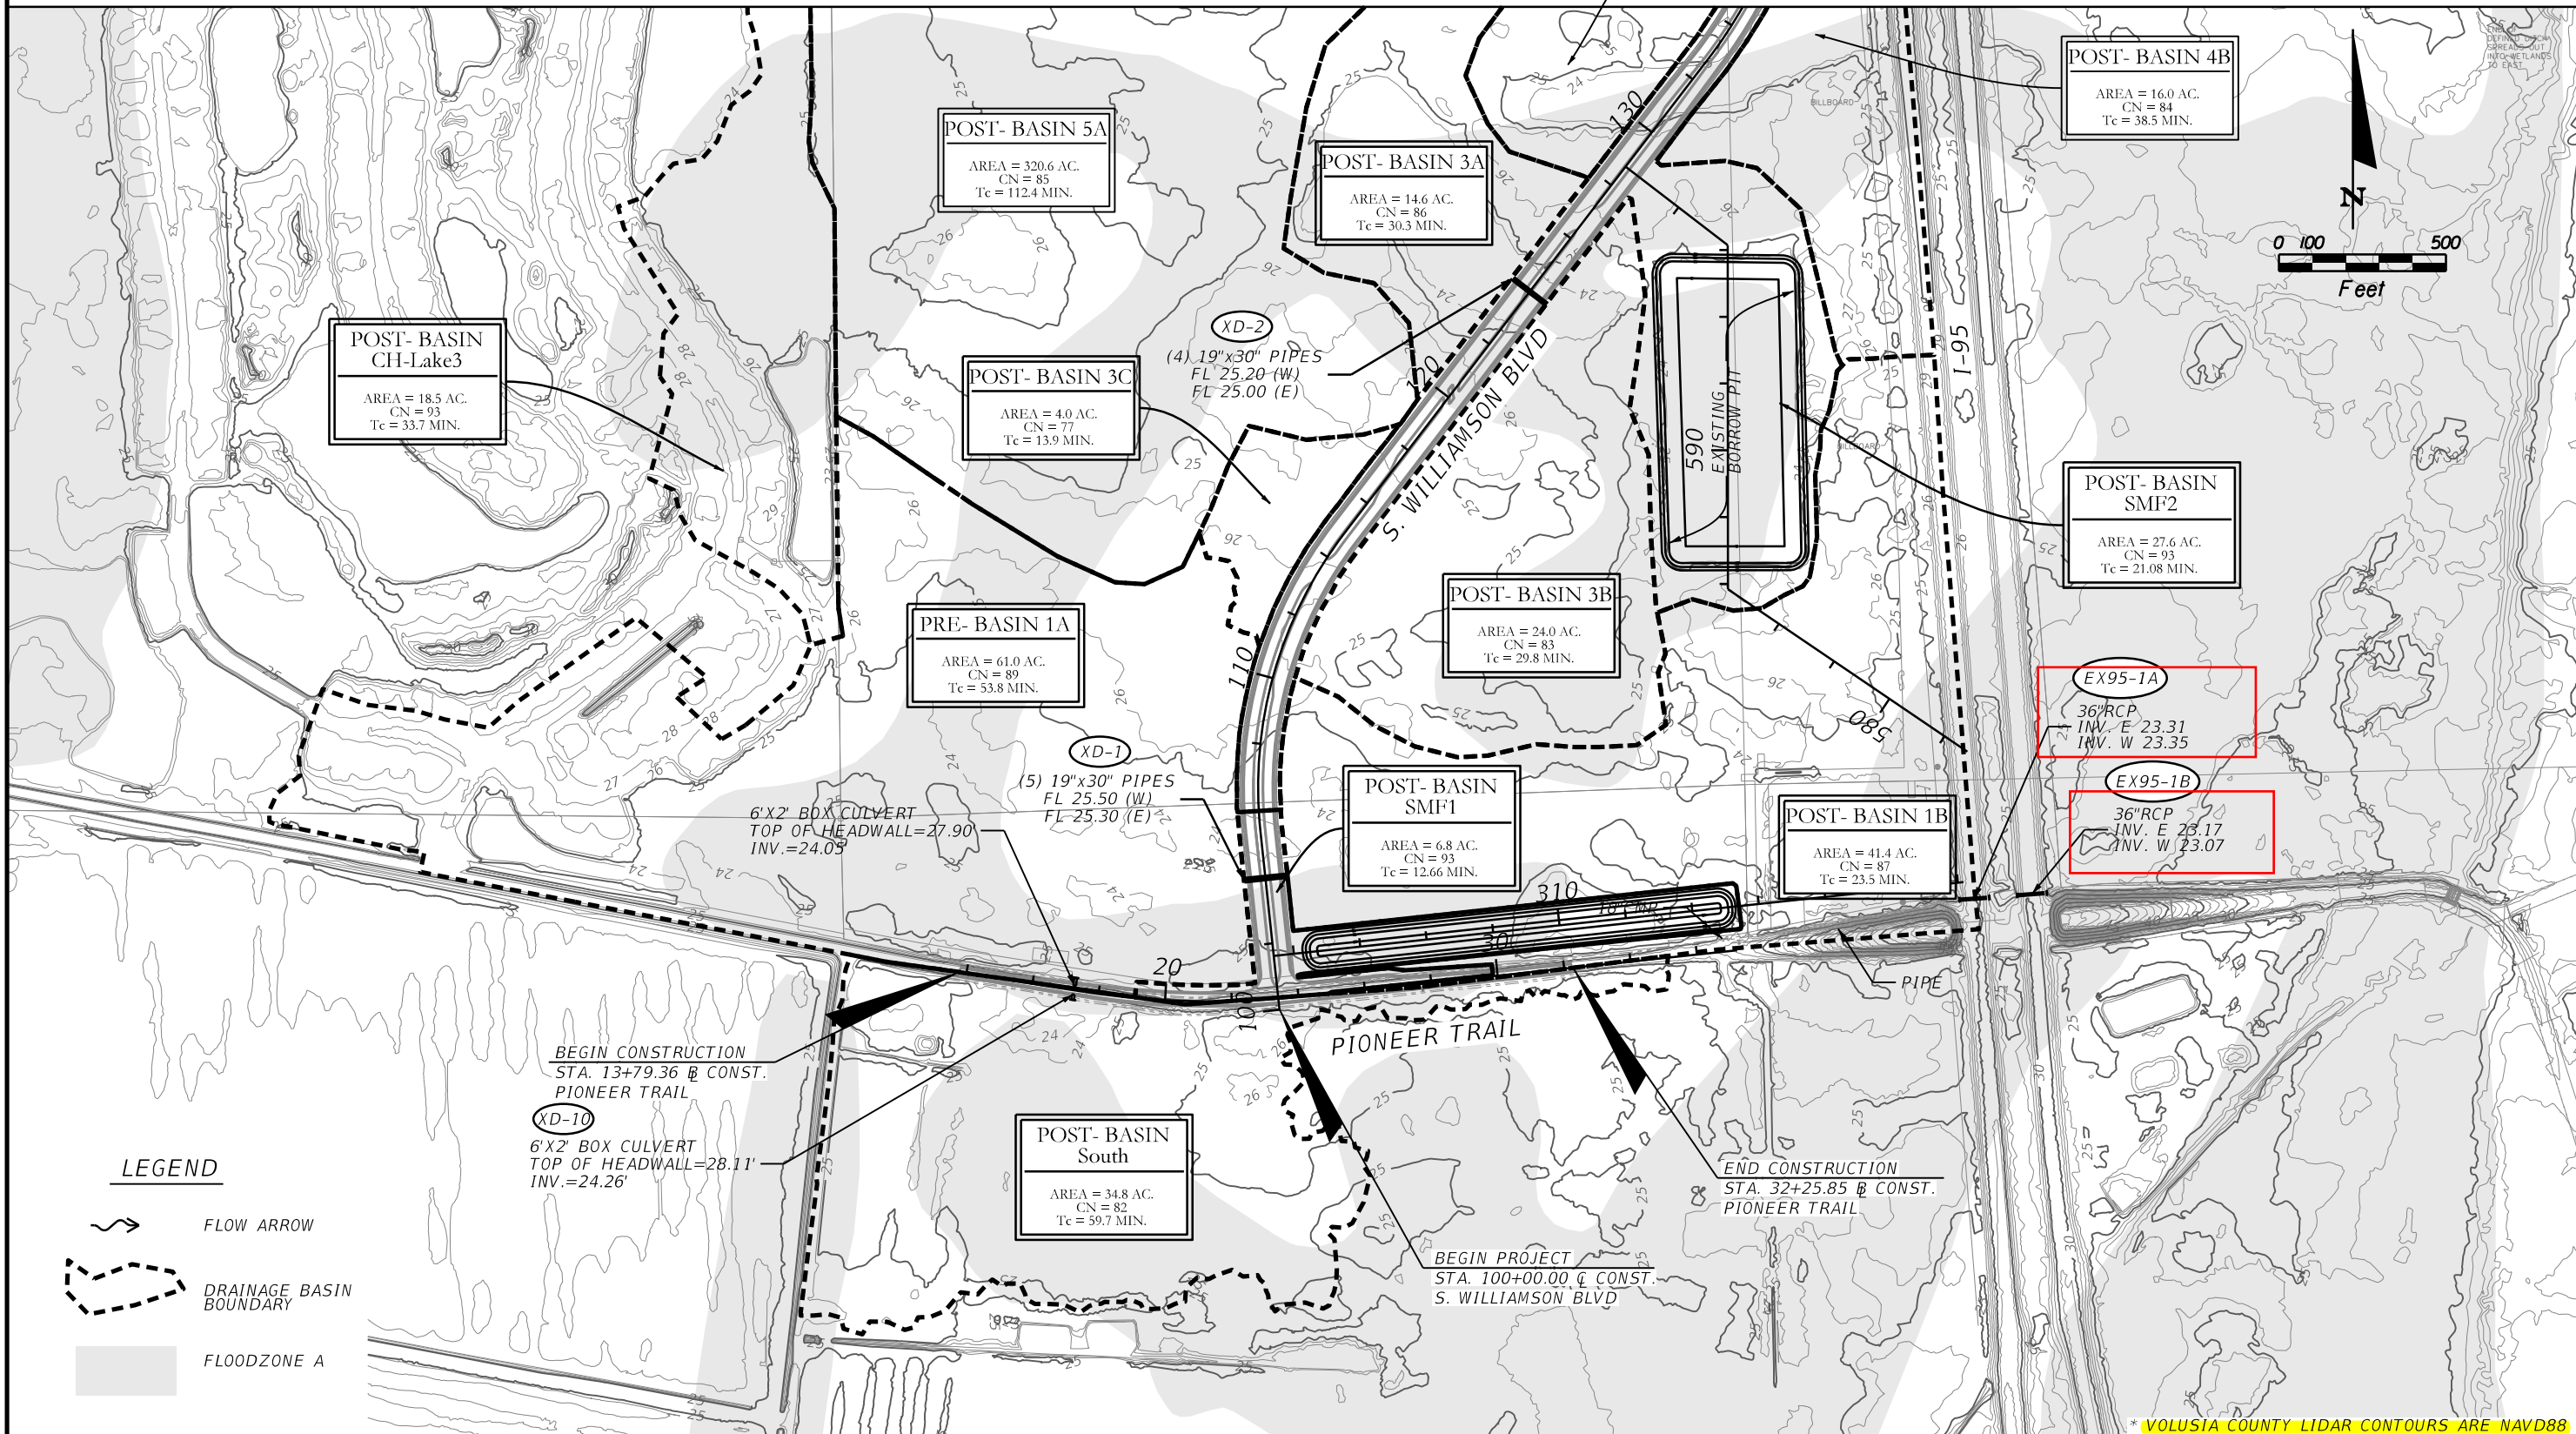 POST- BASIN 4B
AREA = 16.0 AC.
CN = 84
Tc = 38.5 MIN.
POST- BASIN 5A
AREA = 320.6 AC.
CN = 85
Tc = 112.4 MIN.
POST- BASIN 3A
AREA = 14.6 AC.
CN = 86
Tc = 30.3 MIN.
N
0 100 500
Feet
BILLBOARD
130
POST- BASIN
CH-Lake3
AREA = 18.5 AC.
CN = 93
Tc = 33.7 MIN.
XD-2
(4) 19"x30" PIPES
FL 25.20 (W)
FL 25.00 (E)
POST- BASIN 3C
AREA = 4.0 AC.
CN = 77
Tc = 13.9 MIN.
120
S. WILLIAMSON BLVD
I-95
590
EXISTING
BORROW PIT
BILLBOARD
POST- BASIN
SMF2
AREA = 27.6 AC.
CN = 93
Tc = 21.08 MIN.
PRE- BASIN 1A
AREA = 61.0 AC.
CN = 89
Tc = 53.8 MIN.
POST- BASIN 3B
AREA = 24.0 AC.
CN = 83
Tc = 29.8 MIN.
110
580
EX95-1A
36"RCP
INV. E 23.31
INV. W 23.35
EX95-1B
36"RCP
INV. E 23.17
INV. W 23.07
XD-1
(5) 19"x30" PIPES
FL 25.50 (W)
FL 25.30 (E)
6'X2' BOX CULVERT
TOP OF HEADWALL=27.90'
INV.=24.05'
POST- BASIN
SMF1
AREA = 6.8 AC.
CN = 93
Tc = 12.66 MIN.
POST- BASIN 1B
AREA = 41.4 AC.
CN = 87
Tc = 23.5 MIN.
310
30
20
100
PIPE
PIONEER TRAIL
BEGIN CONSTRUCTION
STA. 13+79.36 BL CONST.
PIONEER TRAIL
XD-10
6'X2' BOX CULVERT
TOP OF HEADWALL=28.11'
INV.=24.26'
POST- BASIN
South
AREA = 34.8 AC.
CN = 82
Tc = 59.7 MIN.
END CONSTRUCTION
STA. 32+25.85 BL CONST.
PIONEER TRAIL
BEGIN PROJECT
STA. 100+00.00 CL CONST.
S. WILLIAMSON BLVD
LEGEND
FLOW ARROW
DRAINAGE BASIN
BOUNDARY
FLOODZONE A
* VOLUSIA COUNTY LIDAR CONTOURS ARE NAVD88